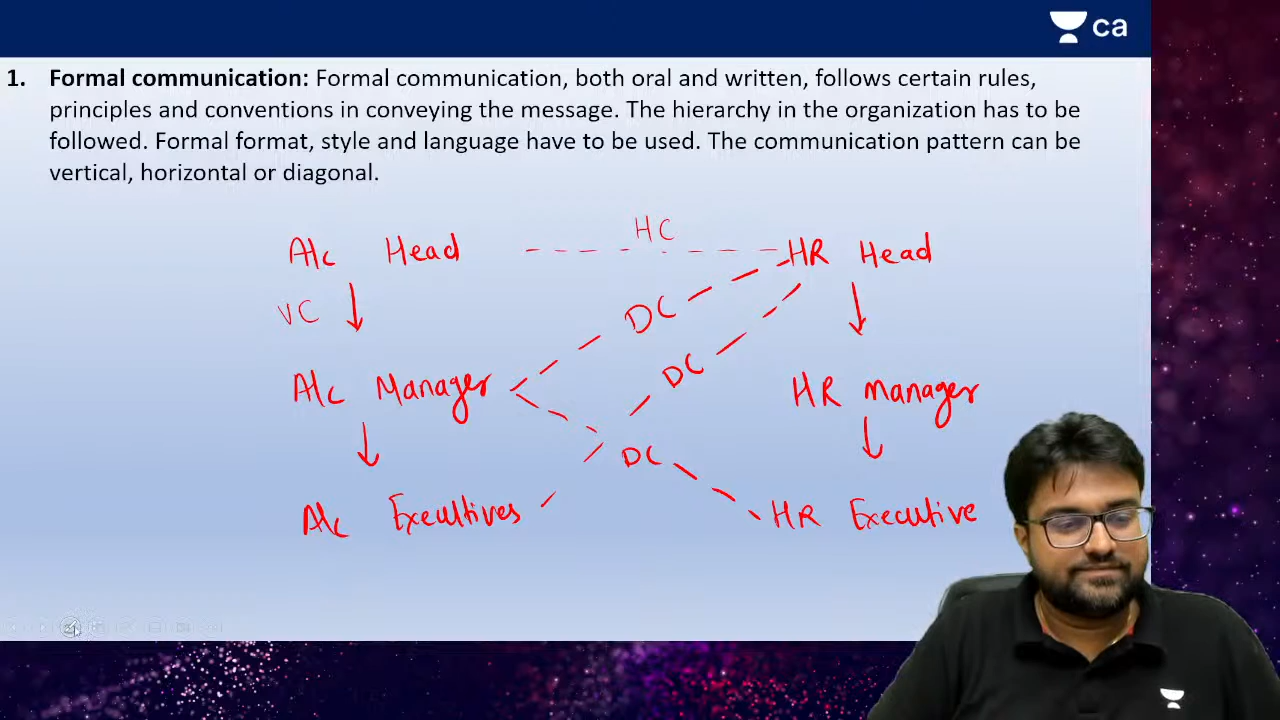 ca
1. Formal communication: Formal communication, both oral and written, follows certain rules,
principles and conventions in conveying the message. The hierarchy in the organization has to be
followed. Formal format, style and language have to be used. The communication pattern can be
vertical, horizontal or diagonal.
HC
A/c Head HR Head
VC DC
DC
A/c Manager HR manager
DC
A/c Execultives HR Executive